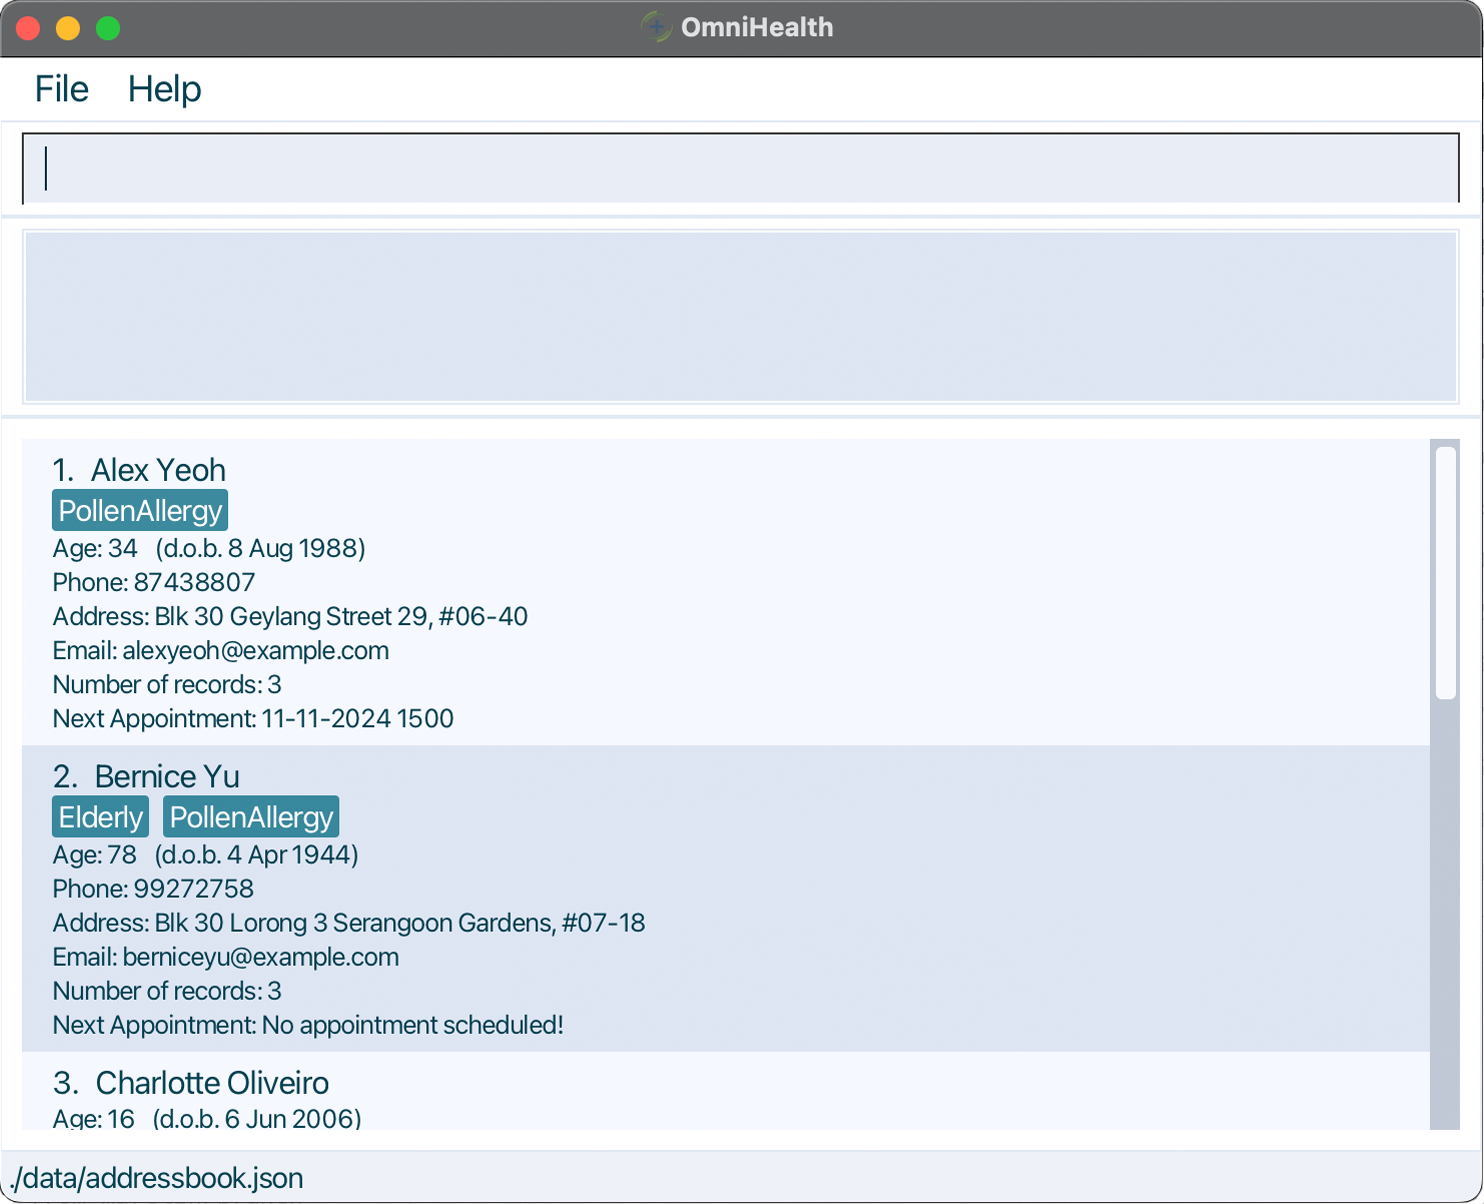 OmniHealth
File Help
1. Alex Yeoh
PollenAllergy
Age: 34 (d.o.b. 8 Aug 1988)
Phone: 87438807
Address: Blk 30 Geylang Street 29, #06-40
Email: alexyeoh@example.com
Number of records: 3
Next Appointment: 11-11-2024 1500
2. Bernice Yu
Elderly PollenAllergy
Age: 78 (d.o.b. 4 Apr 1944)
Phone: 99272758
Address: Blk 30 Lorong 3 Serangoon Gardens, #07-18
Email: berniceyu@example.com
Number of records: 3
Next Appointment: No appointment scheduled!
3. Charlotte Oliveiro
Age: 16 (d.o.b. 6 Jun 2006)
./data/addressbook.json